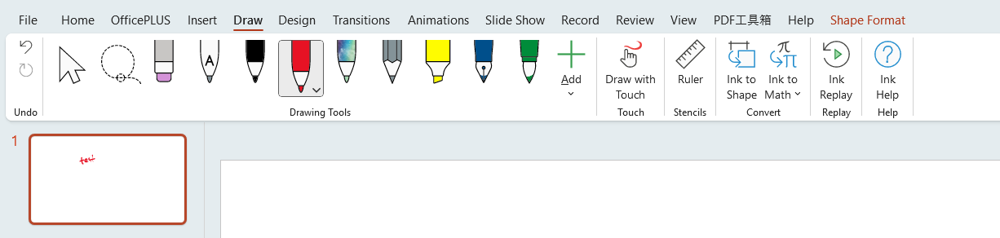 File Home OfficePLUS Insert Draw Design Transitions Animations Slide Show Record Review View PDF工具箱 Help Shape Format
A
Add
Draw with
Touch
Ruler
Ink to
Shape
Ink to
Math
Ink
Replay
Ink
Help
Undo Drawing Tools Touch Stencils Convert Replay Help
1